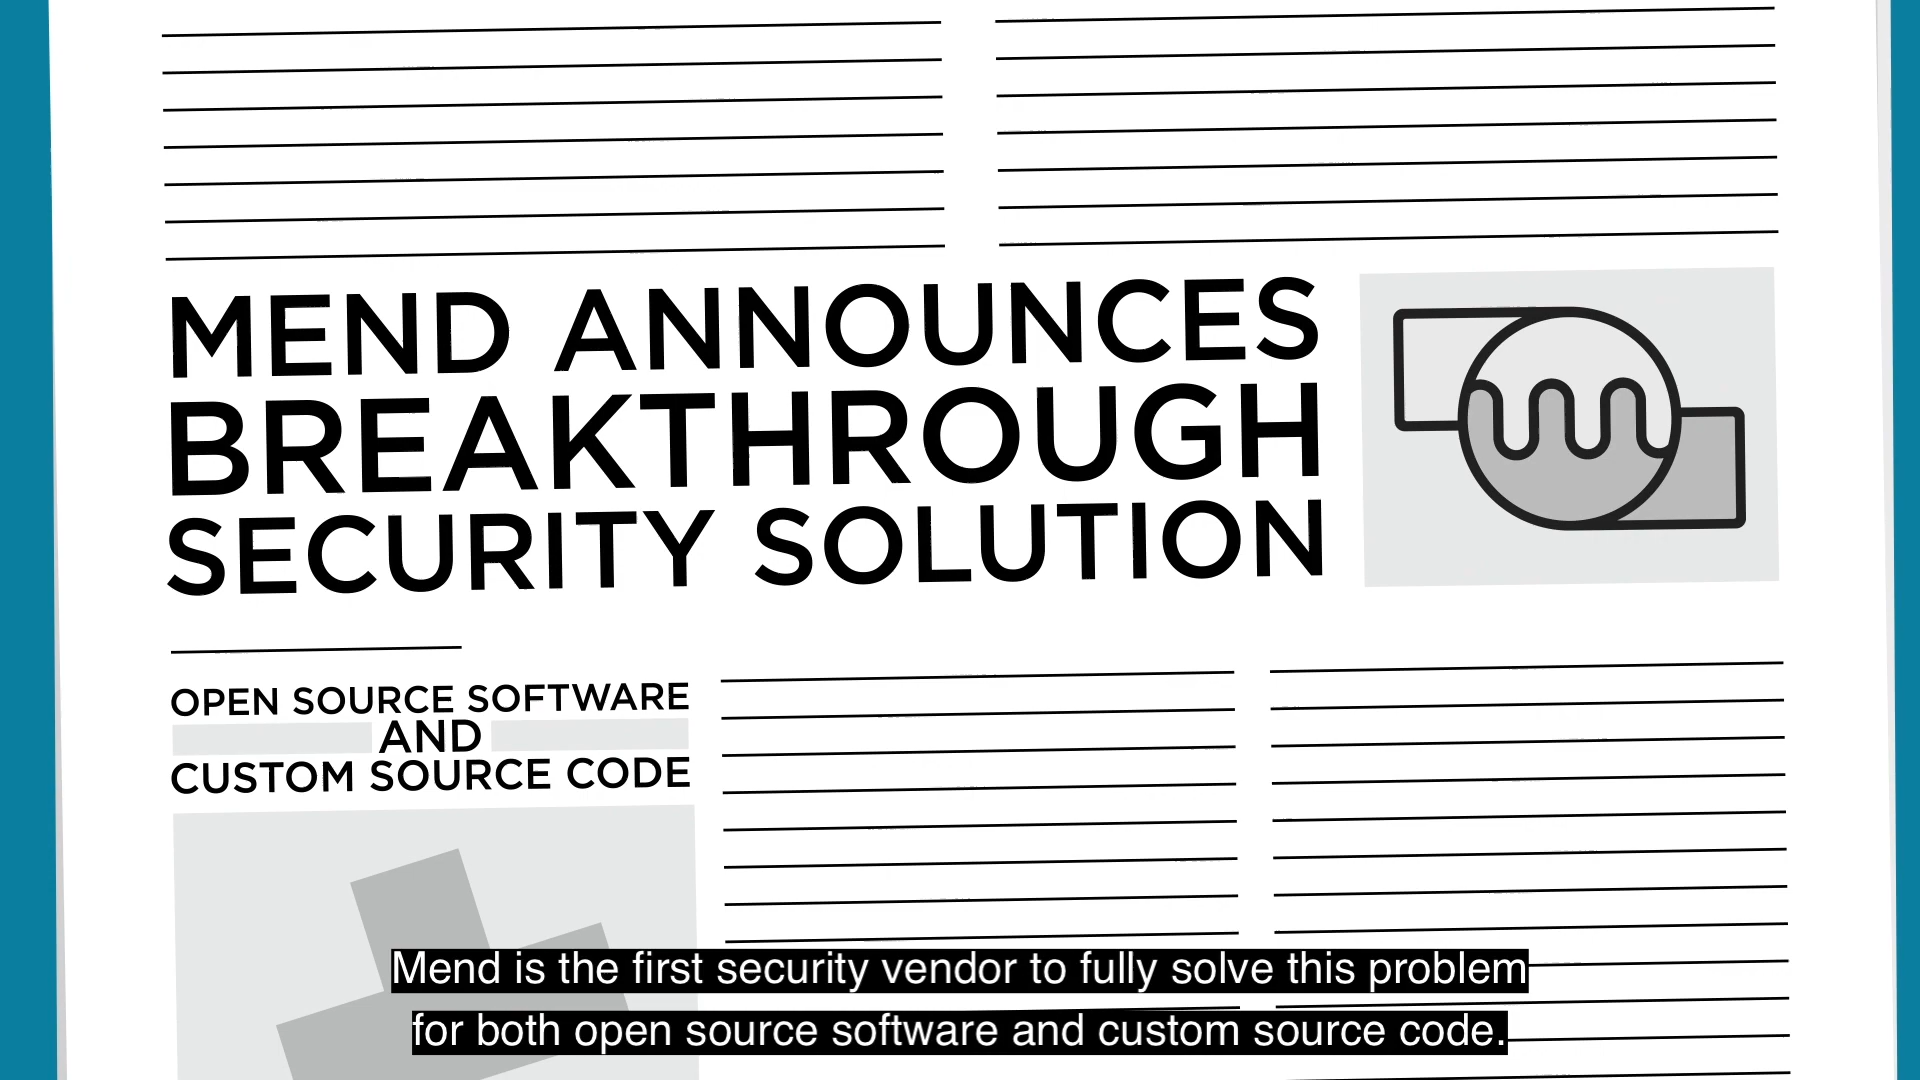 MEND ANNOUNCES
BREAKTHROUGH
SECURITY SOLUTION
OPEN SOURCE SOFTWARE
AND
CUSTOM SOURCE CODE
Mend is the first security vendor to fully solve this problem
for both open source software and custom source code.